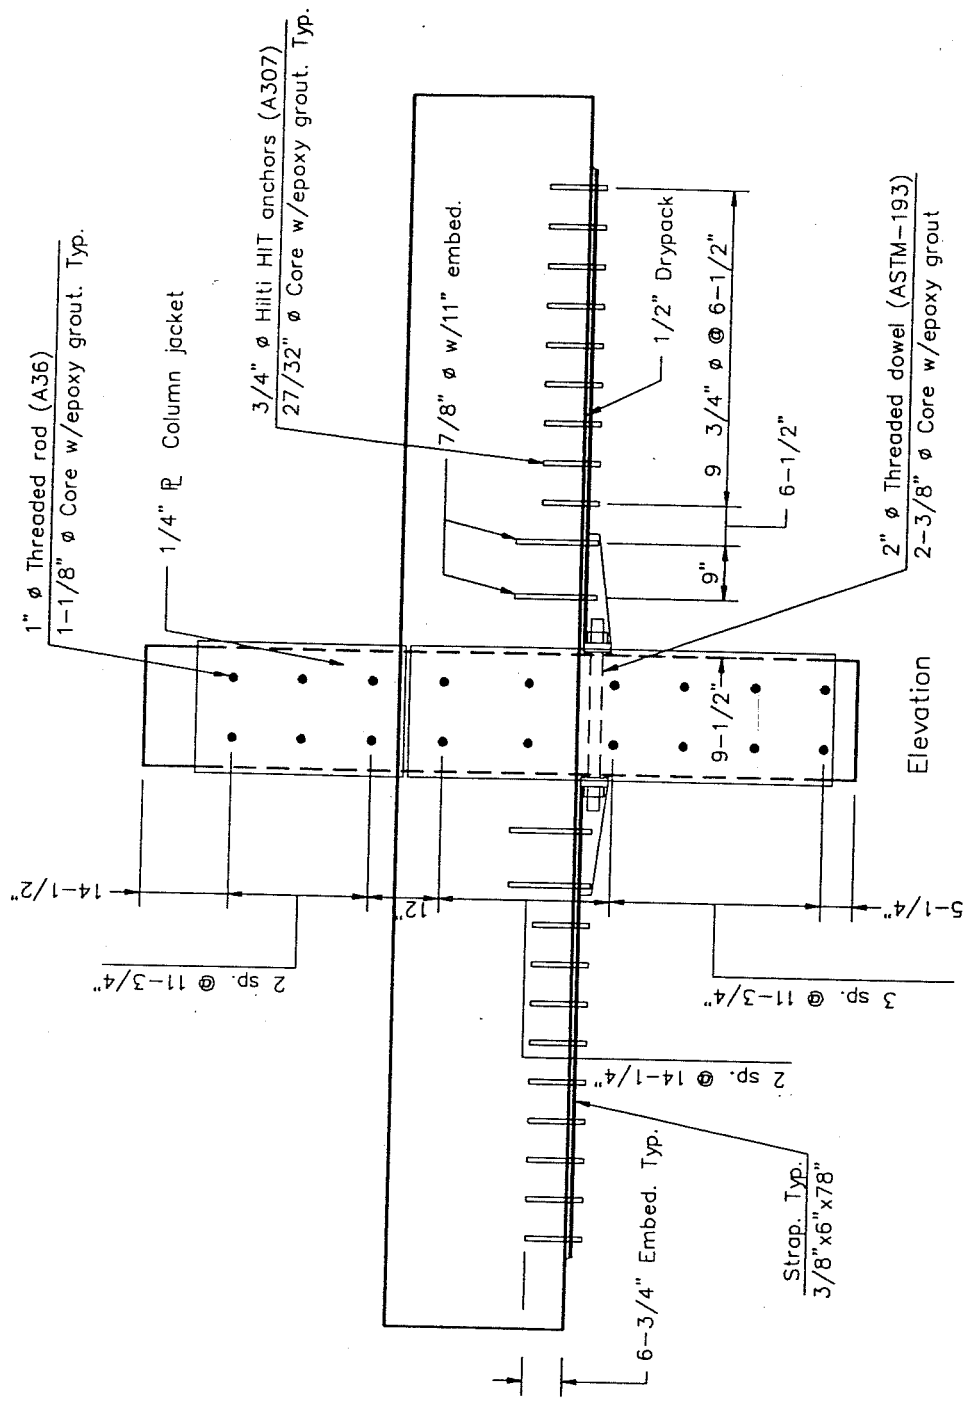 1" ø Threaded rod (A36)
1-1/8" ø Core w/epoxy grout. Typ.
1/4" ℄ Column jacket
3/4" ø Hilti HIT anchors (A307)
27/32" ø Core w/epoxy grout. Typ.
7/8" ø w/11" embed.
1/2" Drypack
9 3/4" ø @ 6-1/2"
6-1/2"
9"
2" ø Threaded dowel (ASTM-193)
2-3/8" ø Core w/epoxy grout
9-1/2"
Elevation
14-1/2"
2 sp. @ 11-3/4"
12"
2 sp. @ 14-1/4"
3 sp. @ 11-3/4"
5-1/4"
6-3/4" Embed. Typ.
Strap. Typ.
3/8"x6"x78"